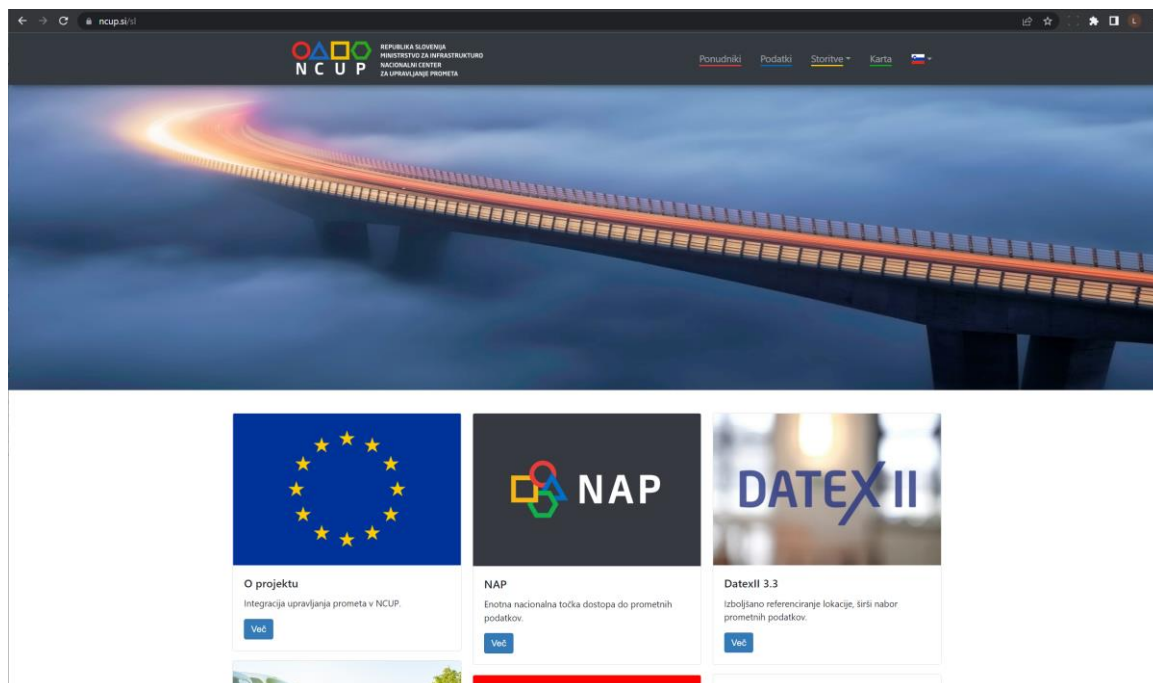 ncup.si/sl
L
NCUP
REPUBLIKA SLOVENIJA
MINISTRSTVO ZA INFRASTRUKTURO
NACIONALNI CENTER
ZA UPRAVLJANJE PROMETA
Ponudniki Podatki Storitve Karta
NAP
DATEX II
O projektu
Integracija upravljanja prometa v NCUP.
Več
NAP
Enotna nacionalna točka dostopa do prometnih
podatkov.
Več
DatexII 3.3
Izboljšano referenciranje lokacije, širši nabor
prometnih podatkov.
Več